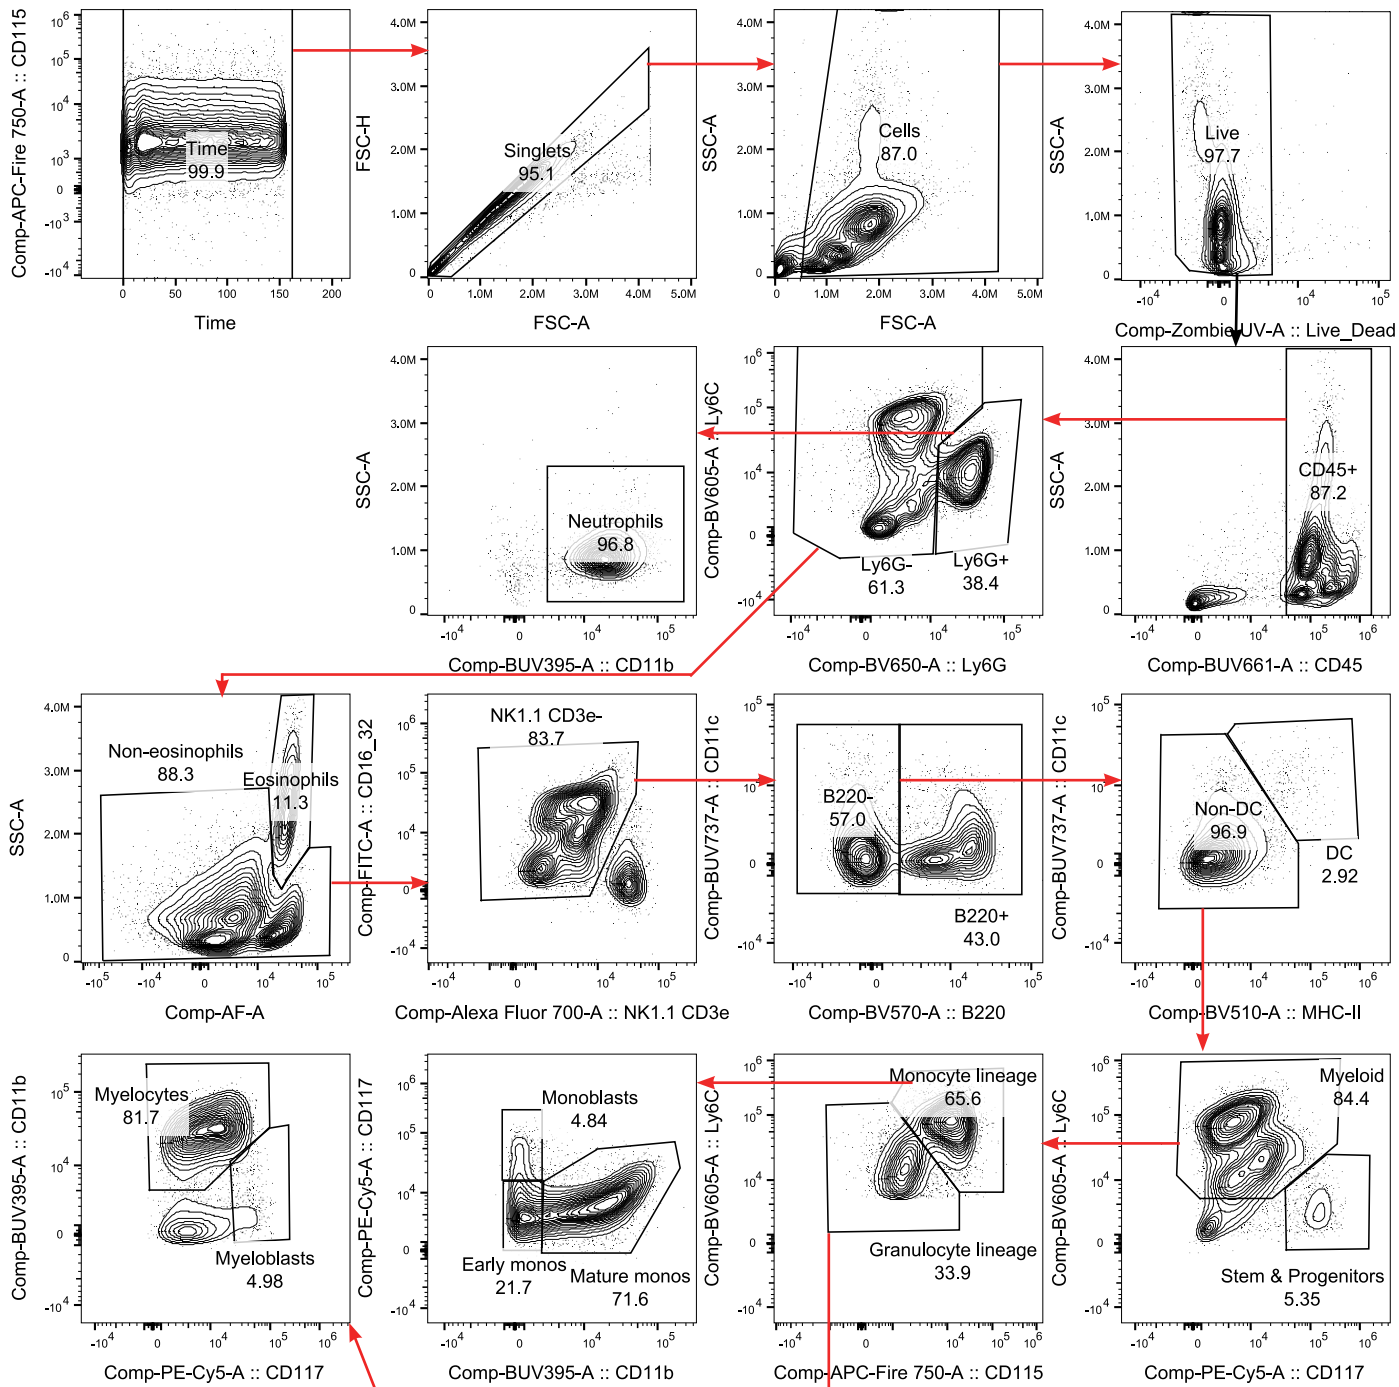 Comp-APC-Fire 750-A :: CD115
10^6
10^5
10^4
10^3
0
-10^3
-10^4
Time
99.9
0 50 100 150 200
Time
FSC-H
4.0M
3.0M
2.0M
1.0M
0
Singlets
95.1
0 1.0M 2.0M 3.0M 4.0M 5.0M
FSC-A
SSC-A
4.0M
3.0M
2.0M
1.0M
0
Cells
87.0
0 1.0M 2.0M 3.0M 4.0M 5.0M
FSC-A
SSC-A
4.0M
3.0M
2.0M
1.0M
0
Live
97.7
-10^4 0 10^4 10^5
Comp-Zombie UV-A :: Live_Dead
SSC-A
4.0M
3.0M
2.0M
1.0M
0
Neutrophils
96.8
-10^4 0 10^4 10^5
Comp-BUV395-A :: CD11b
Comp-BV605-A :: Ly6C
10^6
10^5
10^4
0
-10^4
Ly6G-
61.3
Ly6G+
38.4
-10^4 0 10^4 10^5
Comp-BV650-A :: Ly6G
SSC-A
4.0M
3.0M
2.0M
1.0M
0
CD45+
87.2
-10^4 0 10^4 10^5 10^6
Comp-BUV661-A :: CD45
SSC-A
4.0M
3.0M
2.0M
1.0M
0
Non-eosinophils
88.3
Eosinophils
11.3
-10^5 -10^4 0 10^4 10^5
Comp-AF-A
Comp-FITC-A :: CD16_32
10^6
10^5
10^4
0
-10^4
NK1.1 CD3e-
83.7
-10^4 0 10^4 10^5 10^6
Comp-Alexa Fluor 700-A :: NK1.1 CD3e
Comp-BUV737-A :: CD11c
10^5
10^4
0
-10^4
B220-
57.0
B220+
43.0
-10^4 0 10^4 10^5
Comp-BV570-A :: B220
Comp-BUV737-A :: CD11c
10^5
10^4
0
-10^4
Non-DC
96.9
DC
2.92
-10^4 0 10^4 10^5
Comp-BV510-A :: MHC-II
Comp-BUV395-A :: CD11b
10^5
10^4
0
-10^4
Myelocytes
81.7
Myeloblasts
4.98
-10^4 0 10^4 10^5 10^6
Comp-PE-Cy5-A :: CD117
Comp-PE-Cy5-A :: CD117
10^6
10^5
10^4
0
-10^4
Monoblasts
4.84
Early monos
21.7
Mature monos
71.6
-10^4 0 10^4 10^5
Comp-BUV395-A :: CD11b
Comp-BV605-A :: Ly6C
10^6
10^5
10^4
0
-10^4
Monocyte lineage
65.6
Granulocyte lineage
33.9
-10^4 0 10^4 10^5 10^6
Comp-APC-Fire 750-A :: CD115
Comp-BV605-A :: Ly6C
10^6
10^5
10^4
0
-10^4
Myeloid
84.4
Stem & Progenitors
5.35
-10^4 0 10^4 10^5 10^6
Comp-PE-Cy5-A :: CD117